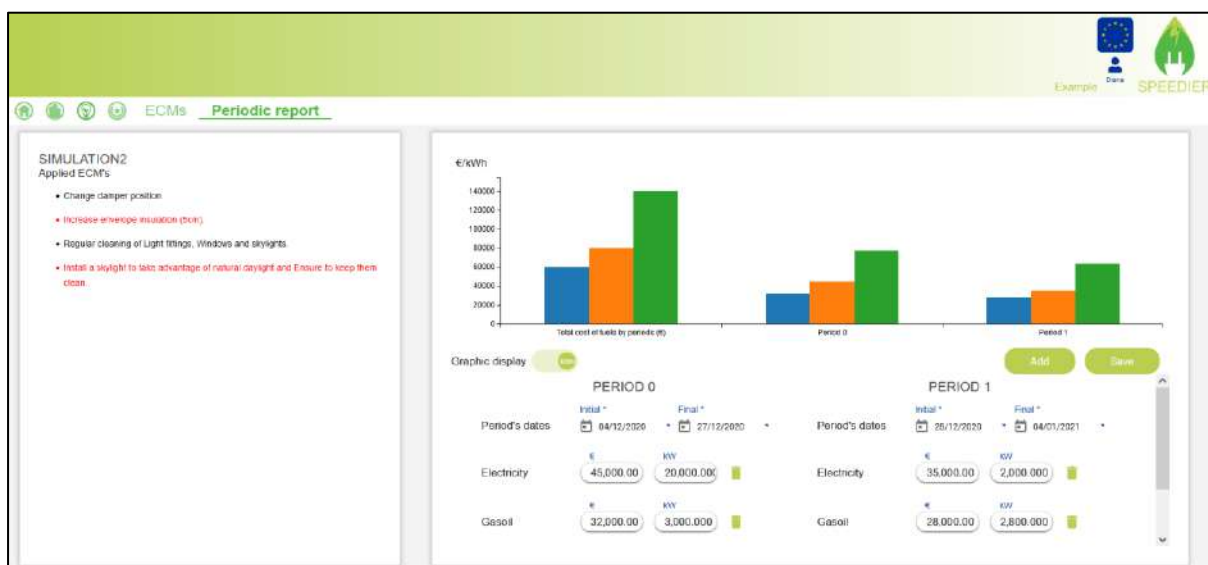 Diana
Example
SPEEDIER
ECMs
Periodic report
SIMULATION2
Applied ECM's
• Change damper position
• Increase envelope insulation (5cm)
• Regular cleaning of Light fittings, Windows and skylights
• Install a skylight to take advantage of natural daylight and Ensure to keep them
clean.
€/kWh
140000
120000
100000
80000
60000
40000
20000
0
Total cost of fuels by periods (€) Period 0 Period 1
Graphic display
Add Save
PERIOD 0 PERIOD 1
Initial * Final * Initial * Final *
Period's dates 04/12/2020 27/12/2020 Period's dates 28/12/2020 04/01/2021
€ KW € KW
Electricity 45,000.00 20,000.00 Electricity 35,000.00 2,000.000
€ KW € KW
Gasoil 32,000.00 3,000.000 Gasoil 28,000.00 2,800.000